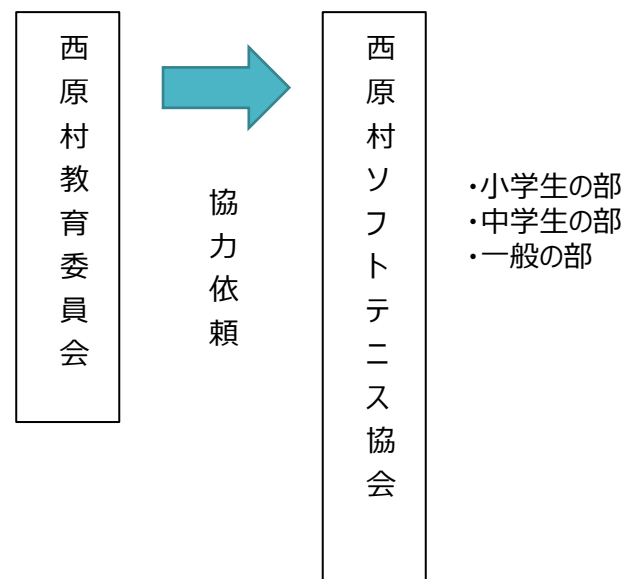 西原村教育委員会
協力依頼
西原村ソフトテニス協会
・小学生の部
・中学生の部
・一般の部